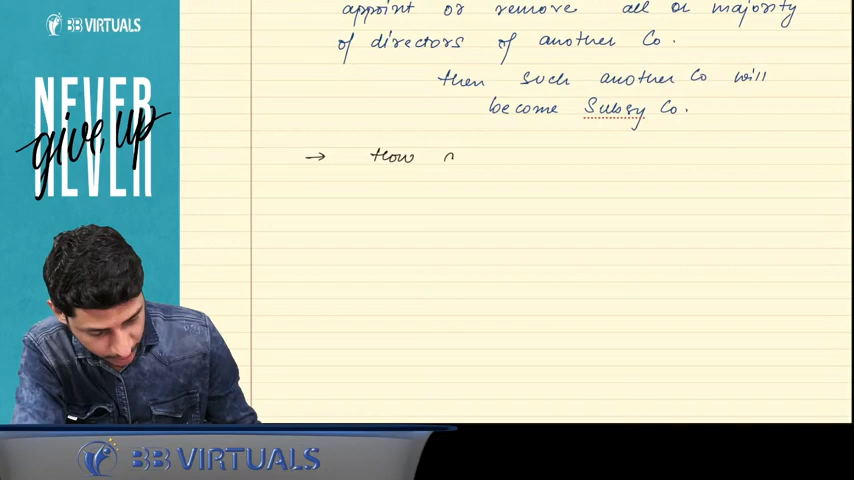 BB VIRTUALS
appoint or remove all or majority
of directors of another Co.
then such another Co will
become Subsy Co.
→ How
NEVER
give up
NEVER
BB VIRTUALS